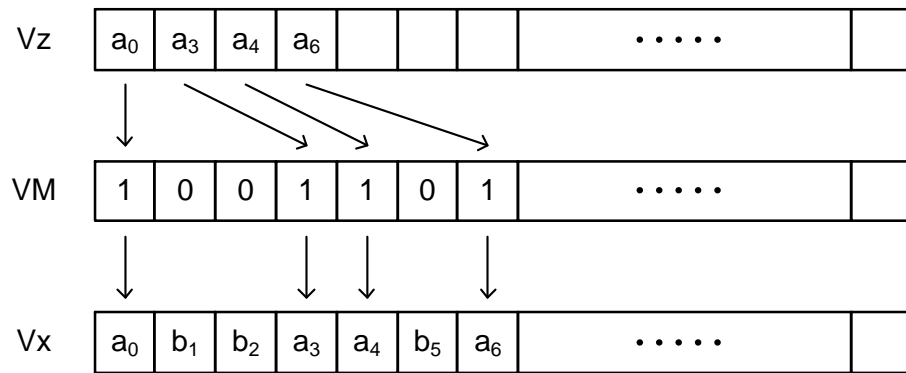 Vz a₀ a₃ a₄ a₆ ·····
VM 1 0 0 1 1 0 1 ·····
Vx a₀ b₁ b₂ a₃ a₄ b₅ a₆ ·····